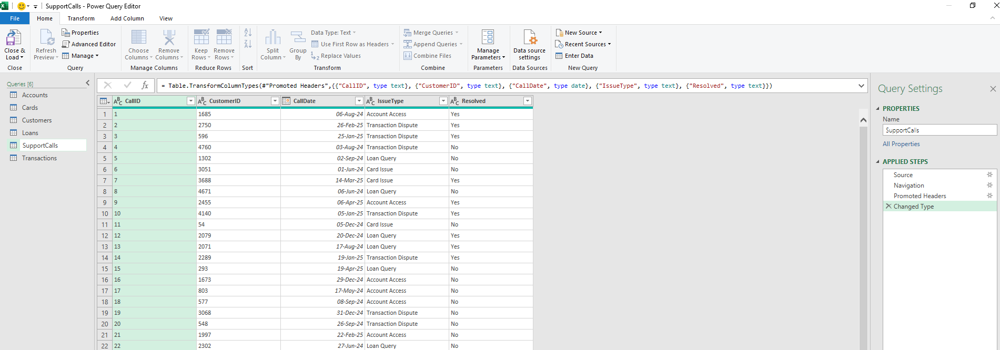 SupportCalls - Power Query Editor
File Home Transform Add Column View
Close & Load
Close
Refresh Preview
Properties
Advanced Editor
Manage
Query
Choose Columns
Remove Columns
Manage Columns
Keep Rows
Remove Rows
Reduce Rows
Sort
Split Column
Group By
Data Type: Text
Use First Row as Headers
Replace Values
Transform
Merge Queries
Append Queries
Combine Files
Combine
Manage Parameters
Parameters
Data source settings
Data Sources
New Source
Recent Sources
Enter Data
New Query
Queries [6]
Accounts
Cards
Customers
Loans
SupportCalls
Transactions
fx = Table.TransformColumnTypes(#"Promoted Headers",{{"CallID", type text}, {"CustomerID", type text}, {"CallDate", type date}, {"IssueType", type text}, {"Resolved", type text}})
ABC CallID ABC CustomerID CallDate ABC IssueType ABC Resolved
1 1 1685 06-Aug-24 Account Access Yes
2 2 2750 26-Feb-25 Transaction Dispute Yes
3 3 596 25-Jan-25 Transaction Dispute Yes
4 4 4760 03-Aug-24 Transaction Dispute No
5 5 1302 02-Sep-24 Loan Query No
6 6 3051 01-Jun-24 Card Issue No
7 7 3688 14-Mar-25 Card Issue Yes
8 8 4671 06-Jun-24 Loan Query No
9 9 2455 06-Apr-25 Account Access Yes
10 10 4140 05-Jan-25 Transaction Dispute Yes
11 11 54 05-Dec-24 Card Issue No
12 12 2079 20-Dec-24 Loan Query Yes
13 13 2071 17-Aug-24 Loan Query Yes
14 14 2289 19-Jan-25 Transaction Dispute Yes
15 15 293 19-Apr-25 Loan Query No
16 16 1673 29-Dec-24 Account Access No
17 17 803 17-May-24 Account Access No
18 18 577 08-Sep-24 Account Access No
19 19 3068 31-Dec-24 Transaction Dispute No
20 20 548 26-Sep-24 Transaction Dispute No
21 21 1997 22-Feb-25 Account Access No
22 22 2302 27-Jun-24 Loan Query No
Query Settings
PROPERTIES
Name
SupportCalls
All Properties
APPLIED STEPS
Source
Navigation
Promoted Headers
Changed Type